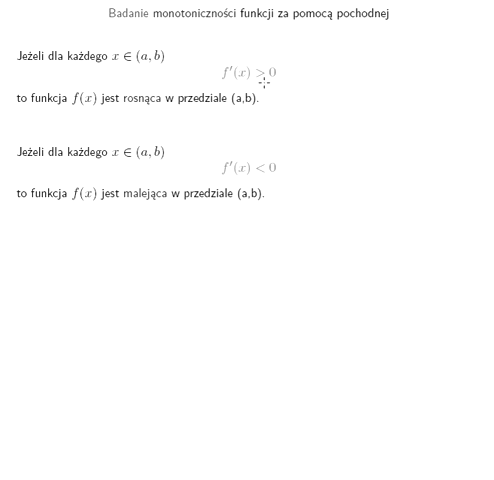 Badanie monotoniczności funkcji za pomocą pochodnej
Jeżeli dla każdego x ∈ (a, b)
f′(x) > 0
to funkcja f(x) jest rosnąca w przedziale (a,b).
Jeżeli dla każdego x ∈ (a, b)
f′(x) < 0
to funkcja f(x) jest malejąca w przedziale (a,b).